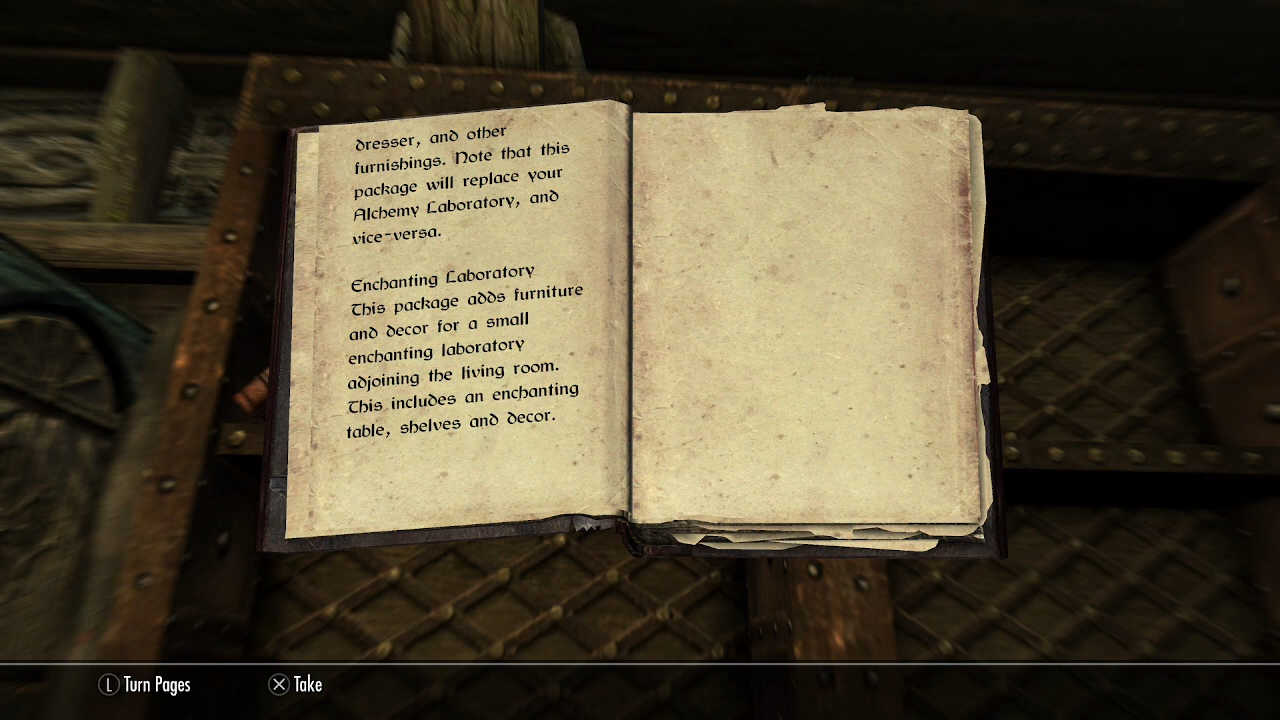 dresser, and other
furnishings. Note that this
package will replace your
Alchemy Laboratory, and
vice-versa.
Enchanting Laboratory
This package adds furniture
and decor for a small
enchanting laboratory
adjoining the living room.
This includes an enchanting
table, shelves and decor.
L Turn Pages
X Take